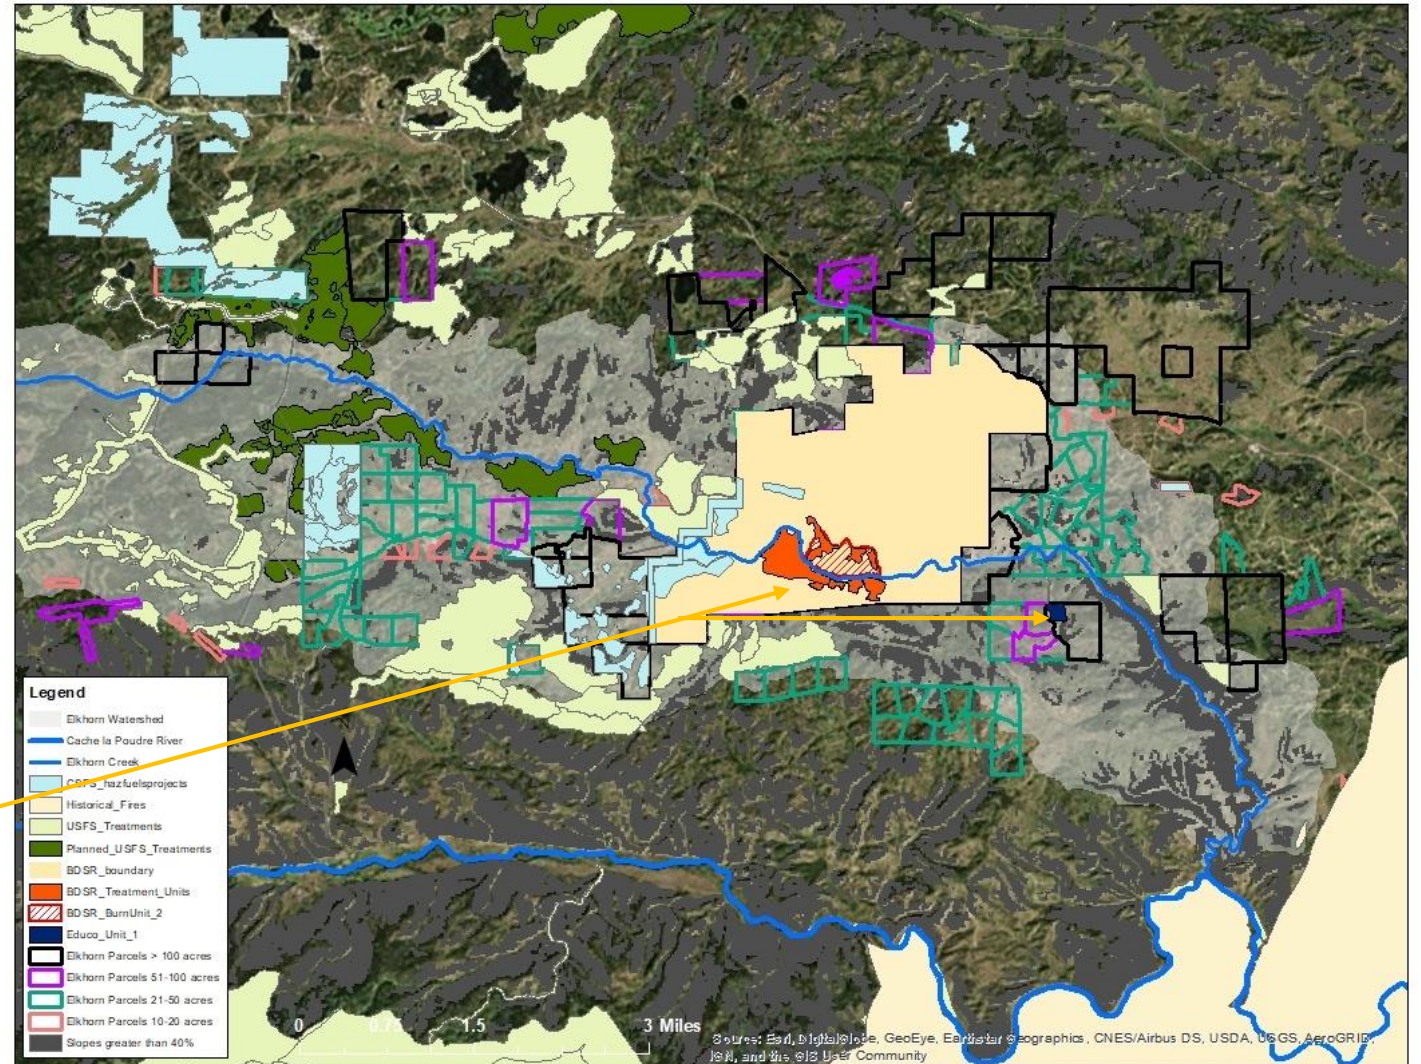 Legend
Elkhorn Watershed
Cache la Poudre River
Elkhorn Creek
CSFS_hazfuelsprojects
Historical_Fires
USFS_Treatments
Planned_USFS_Treatments
BDSR_boundary
BDSR_Treatment_Units
BDSR_BurnUnit_2
Educo_Unit_1
Elkhorn Parcels > 100 acres
Elkhorn Parcels 51-100 acres
Elkhorn Parcels 21-50 acres
Elkhorn Parcels 10-20 acres
Slopes greater than 40%
0 0.75 1.5 3 Miles
Source: Esri, DigitalGlobe, GeoEye, Earthstar Geographics, CNES/Airbus DS, USDA, USGS, AeroGRID,
IGN, and the GIS User Community